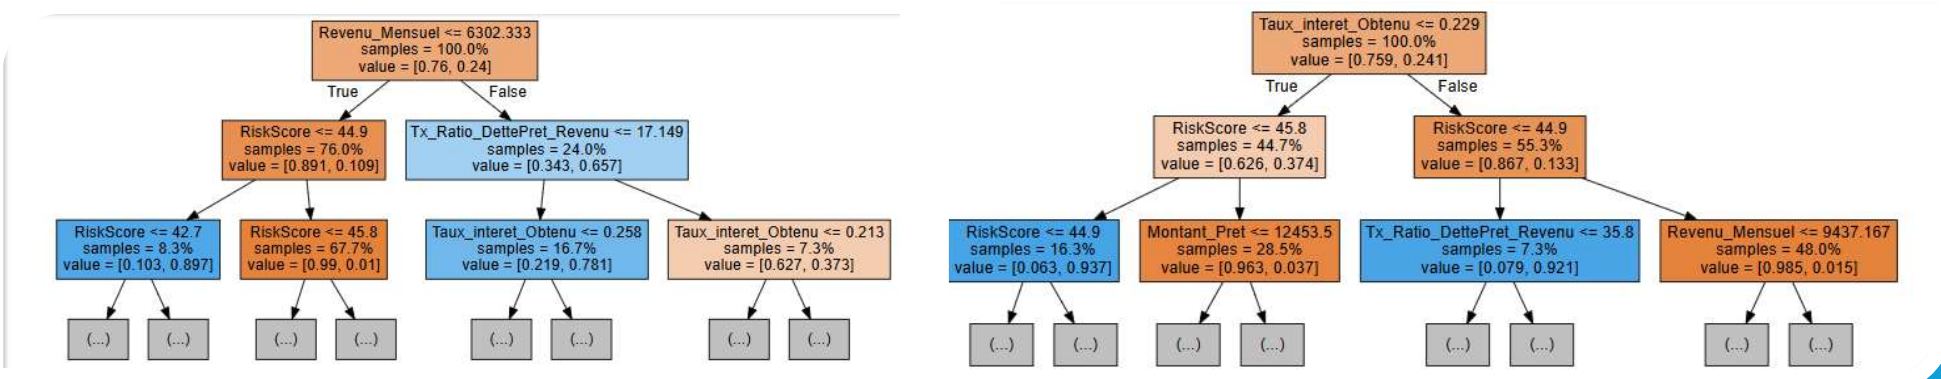 Revenu_Mensuel <= 6302.333
samples = 100.0%
value = [0.76, 0.24]
True
False
RiskScore <= 44.9
samples = 76.0%
value = [0.891, 0.109]
Tx_Ratio_DettePret_Revenu <= 17.149
samples = 24.0%
value = [0.343, 0.657]
RiskScore <= 42.7
samples = 8.3%
value = [0.103, 0.897]
RiskScore <= 45.8
samples = 67.7%
value = [0.99, 0.01]
Taux_interet_Obtenu <= 0.258
samples = 16.7%
value = [0.219, 0.781]
Taux_interet_Obtenu <= 0.213
samples = 7.3%
value = [0.627, 0.373]
(...)
(...)
(...)
(...)
(...)
(...)
(...)
(...)
Taux_interet_Obtenu <= 0.229
samples = 100.0%
value = [0.759, 0.241]
True
False
RiskScore <= 45.8
samples = 44.7%
value = [0.626, 0.374]
RiskScore <= 44.9
samples = 55.3%
value = [0.867, 0.133]
RiskScore <= 44.9
samples = 16.3%
value = [0.063, 0.937]
Montant_Pret <= 12453.5
samples = 28.5%
value = [0.963, 0.037]
Tx_Ratio_DettePret_Revenu <= 35.8
samples = 7.3%
value = [0.079, 0.921]
Revenu_Mensuel <= 9437.167
samples = 48.0%
value = [0.985, 0.015]
(...)
(...)
(...)
(...)
(...)
(...)
(...)
(...)